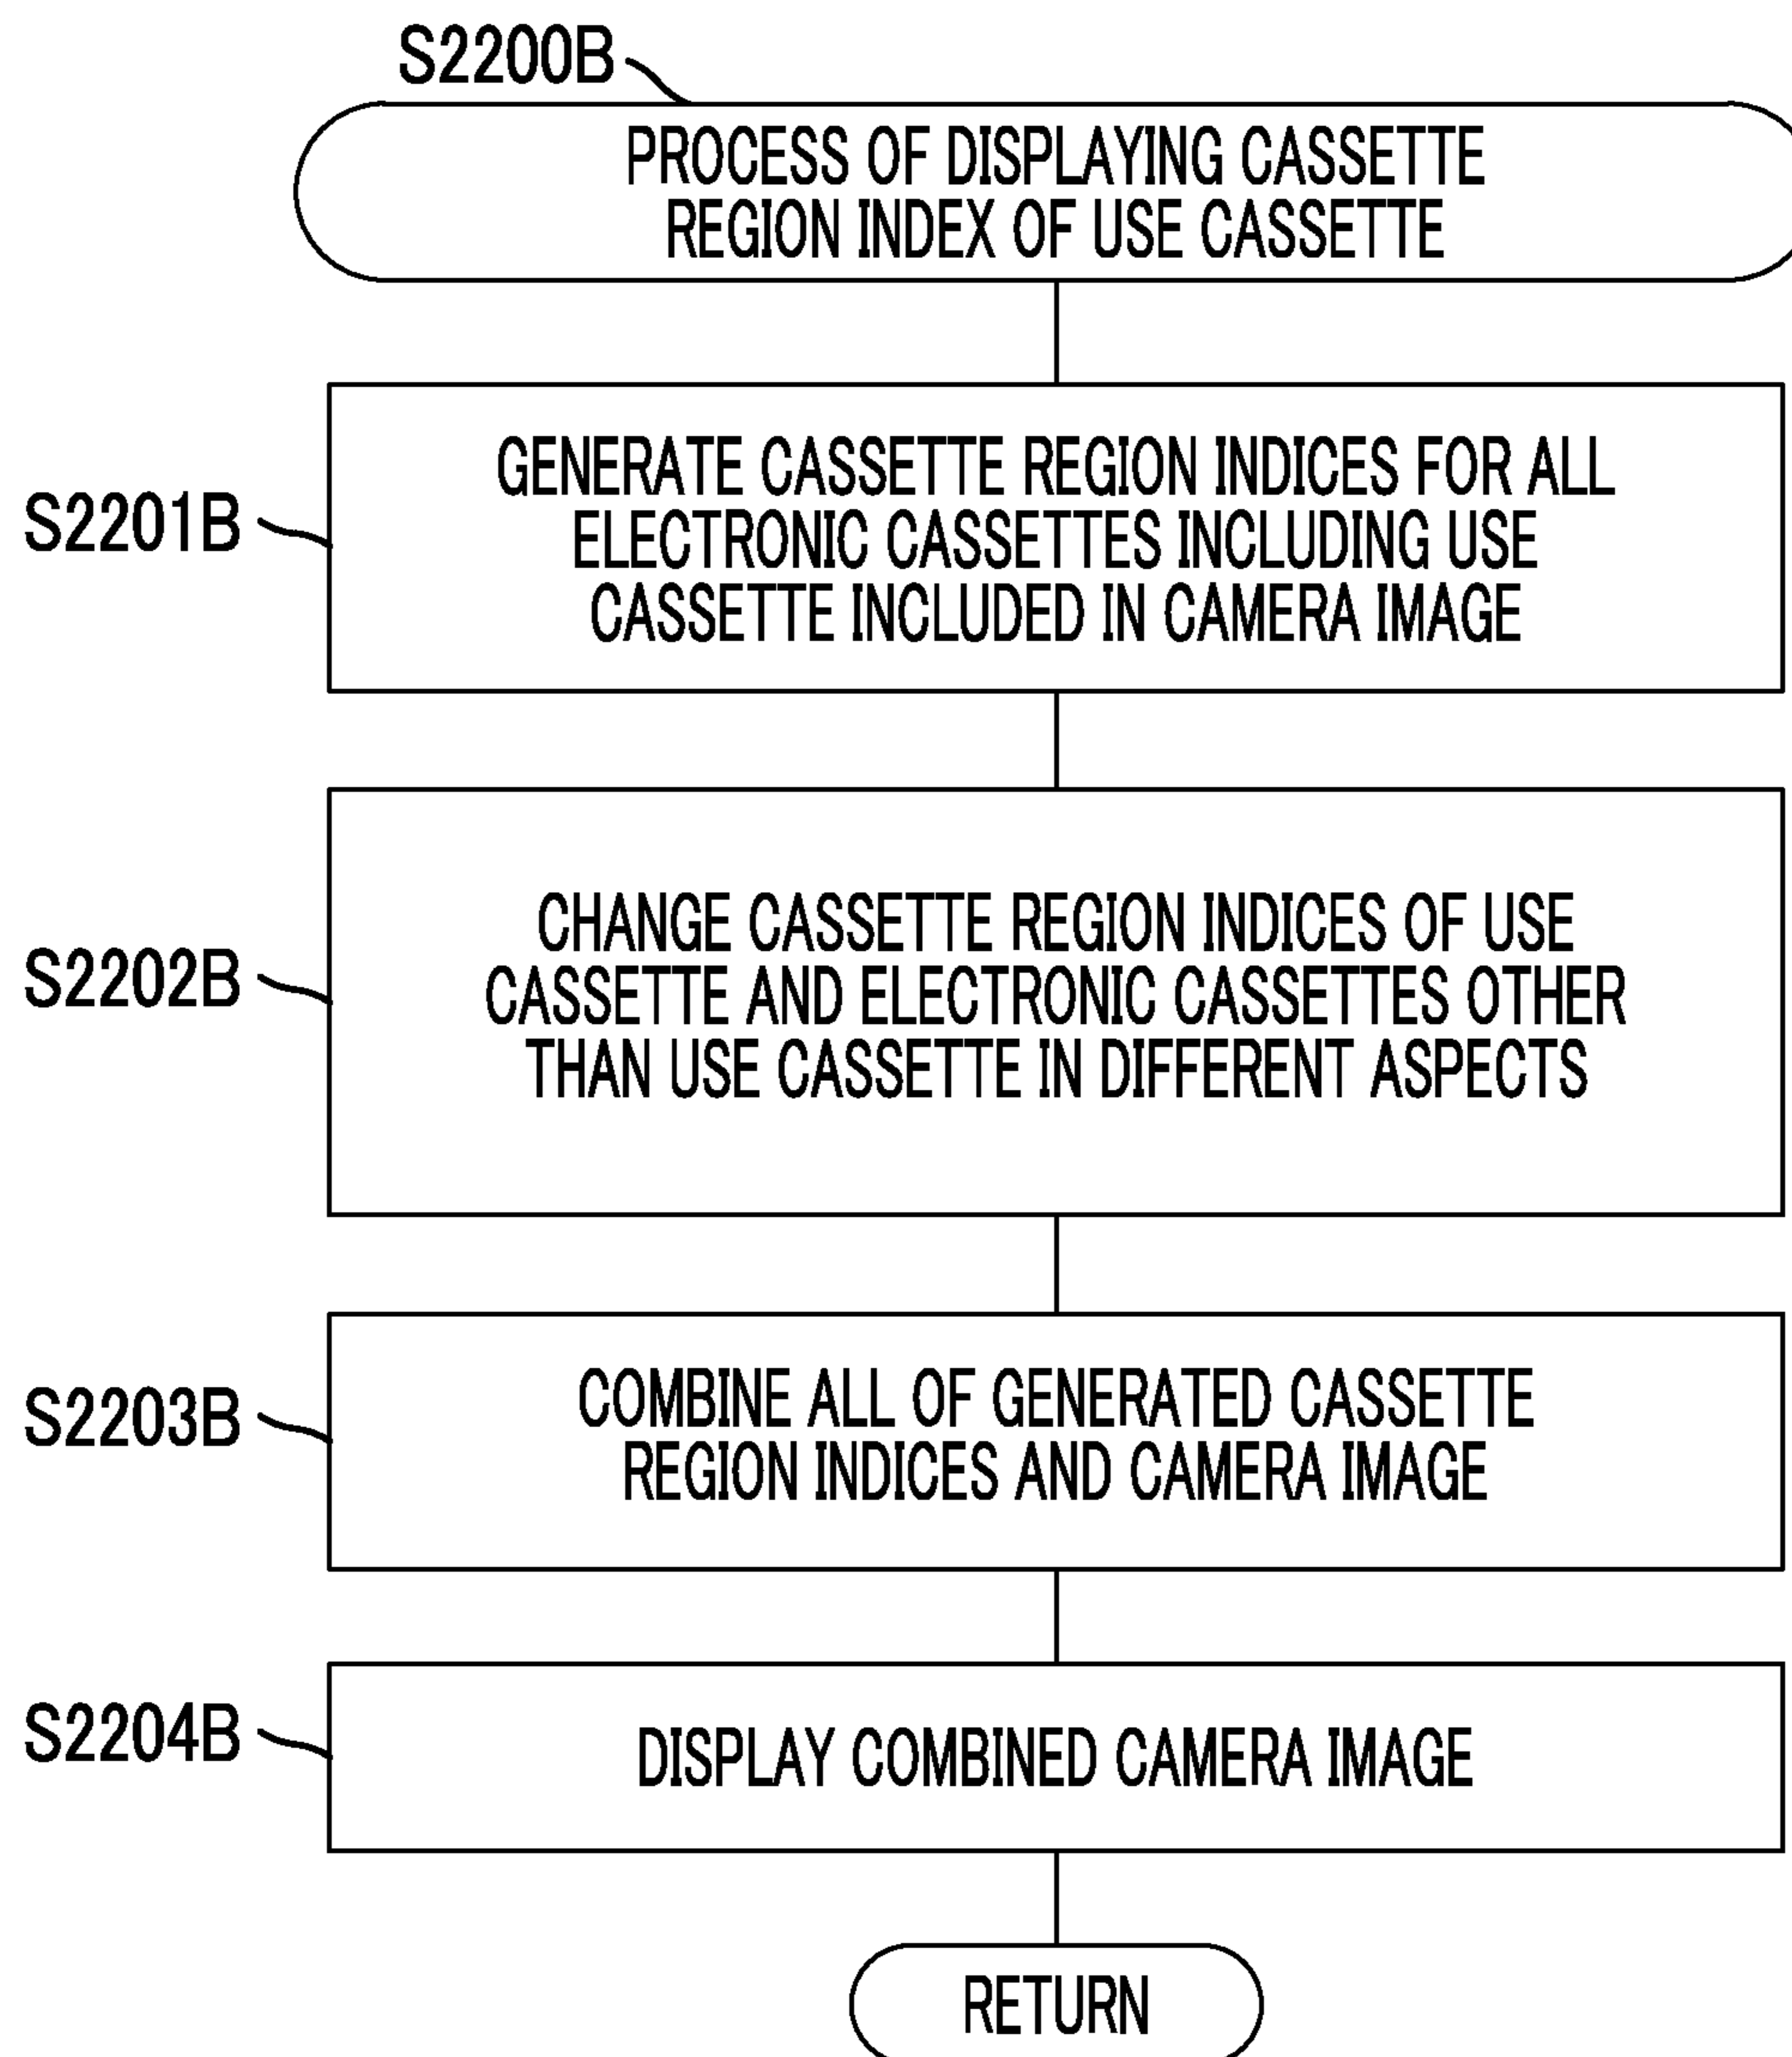 S2200B
PROCESS OF DISPLAYING CASSETTE
REGION INDEX OF USE CASSETTE
S2201B
GENERATE CASSETTE REGION INDICES FOR ALL
ELECTRONIC CASSETTES INCLUDING USE
CASSETTE INCLUDED IN CAMERA IMAGE
S2202B
CHANGE CASSETTE REGION INDICES OF USE
CASSETTE AND ELECTRONIC CASSETTES OTHER
THAN USE CASSETTE IN DIFFERENT ASPECTS
S2203B
COMBINE ALL OF GENERATED CASSETTE
REGION INDICES AND CAMERA IMAGE
S2204B
DISPLAY COMBINED CAMERA IMAGE
RETURN